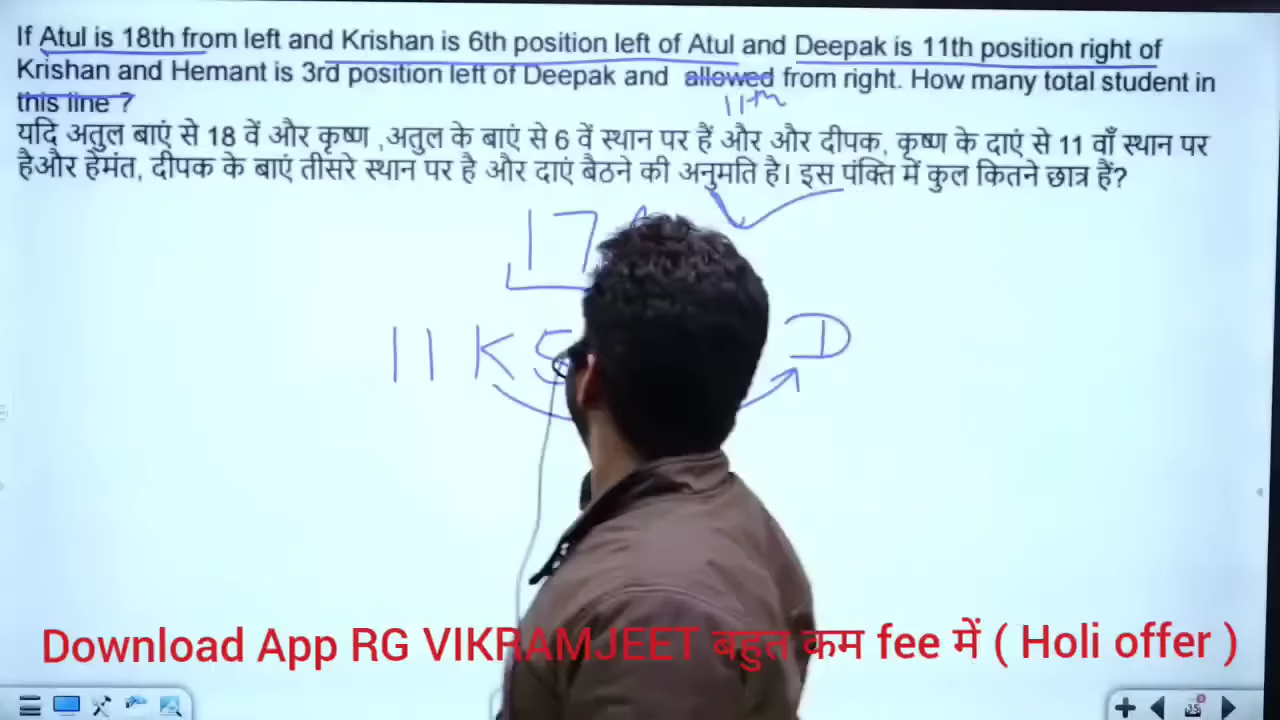 If Atul is 18th from left and Krishan is 6th position left of Atul and Deepak is 11th position right of
Krishan and Hemant is 3rd position left of Deepak and allowed from right. How many total student in
this line ?
11th
यदि अतुल बाएं से 18 वें और कृष्ण ,अतुल के बाएं से 6 वें स्थान पर हैं और और दीपक, कृष्ण के दाएं से 11 वाँ स्थान पर
हैऔर हेमंत, दीपक के बाएं तीसरे स्थान पर है और दाएं बैठने की अनुमति है। इस पंक्ति में कुल कितने छात्र हैं?
17
11 K 5 D
Download App RG VIKRAMJEET बहुत कम fee में ( Holi offer )
35